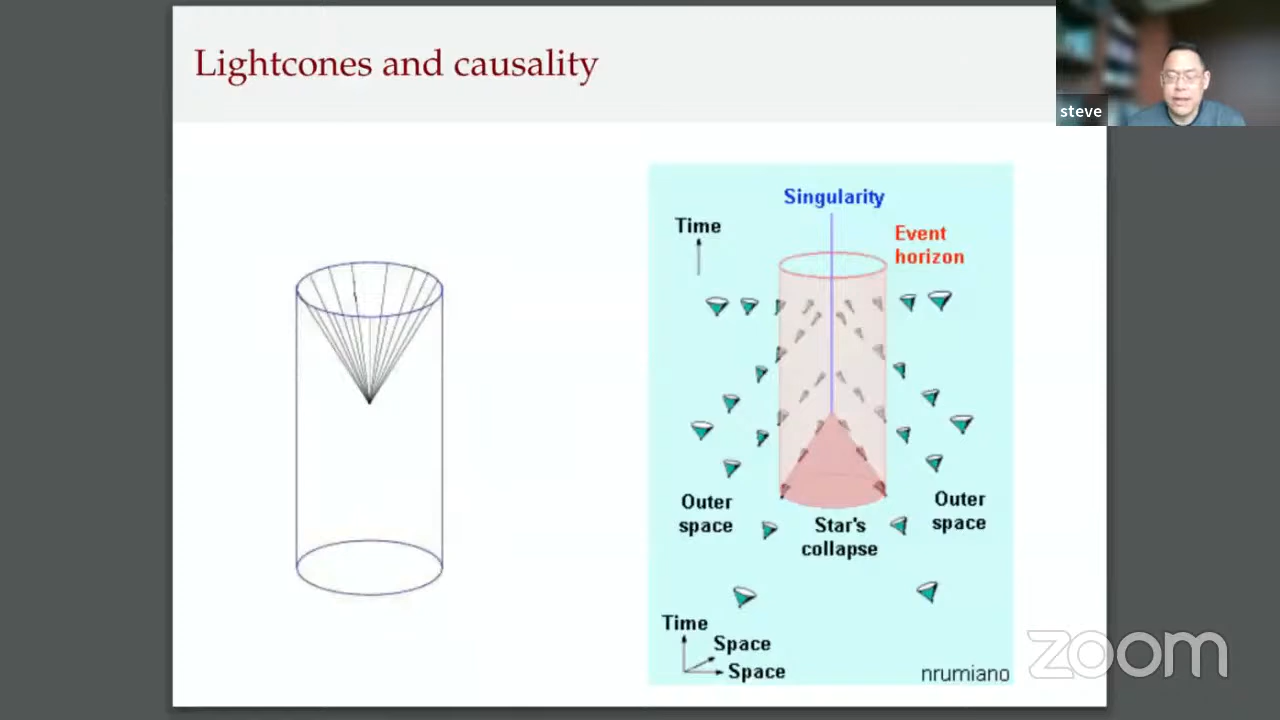 Lightcones and causality
steve
Singularity
Time
Event
horizon
Outer
space
Star's
collapse
Outer
space
Time
Space
Space
nrumiano
zoom